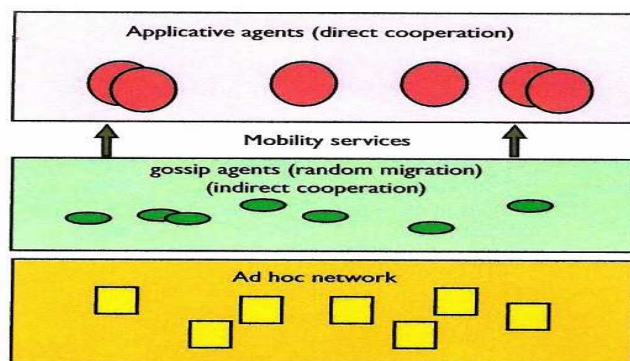 Applicative agents (direct cooperation)
Mobility services
gossip agents (random migration)
(indirect cooperation)
Ad hoc network